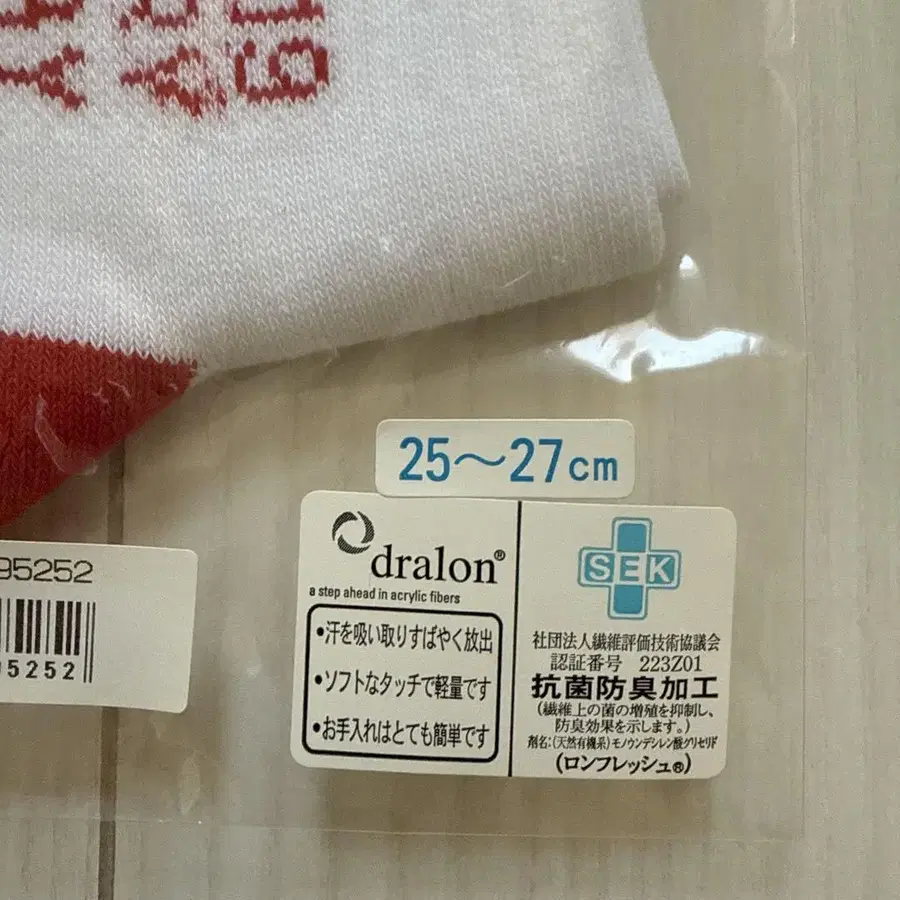 25～27cm
dralon®
a step ahead in acrylic fibers
•汗を吸い取りすばやく放出
•ソフトなタッチで軽量です
•お手入れはとても簡単です
SEK
社団法人繊維評価技術協議会
認証番号 223Z01
抗菌防臭加工
(繊維上の菌の増殖を抑制し、
防臭効果を示します。)
剤名:(天然有機系)モノウンデシレン酸グリセリド
(ロンフレッシュ®)
95252
5252